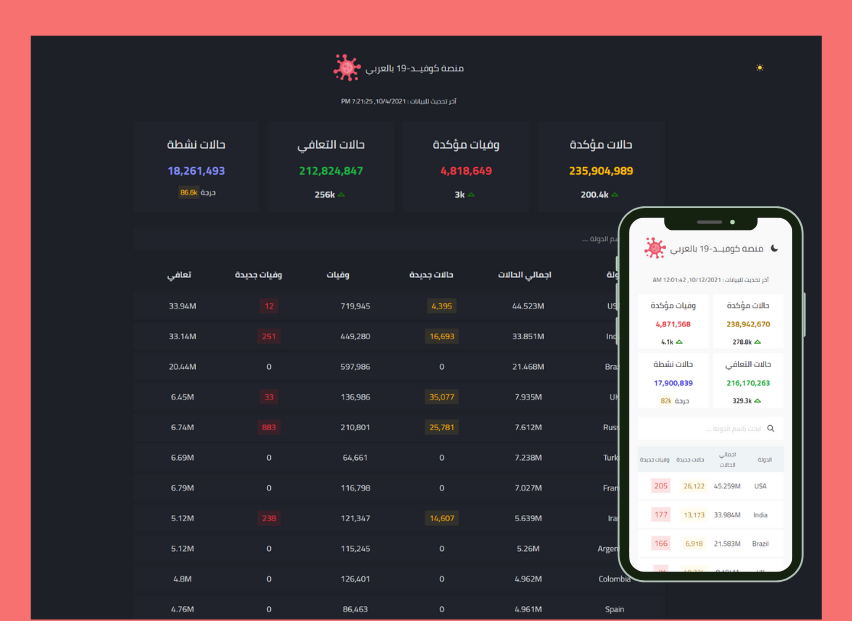 منصة كوفيــد-19 بالعربي
آخر تحديث للبيانات : 10/4/2021, 7:21:25 PM
حالات مؤكدة وفيات مؤكدة حالات التعافي حالات نشطة
235,904,989 4,818,649 212,824,847 18,261,493
200.4k 3k 256k حرجة 86.6k
سم الدولة ...
اجمالي الحالات حالات جديدة وفيات وفيات جديدة تعافي
44.523M 4,395 719,945 12 33.94M
33.851M 16,693 449,280 251 33.14M
21.468M 0 597,986 0 20.44M
7.935M 35,077 136,986 33 6.45M
7.612M 25,781 210,801 883 6.74M
7.238M 0 64,661 0 6.69M
7.027M 0 116,798 0 6.79M
5.639M 14,607 121,347 238 5.12M
5.26M 0 115,245 0 5.12M
Colombia 4.962M 0 126,401 0 4.8M
Spain 4.961M 0 86,463 0 4.76M
منصة كوفيــد-19 بالعربي
آخر تحديث للبيانات : 10/12/2021, 12:01:42 AM
حالات مؤكدة وفيات مؤكدة
238,942,670 4,871,568
278.8k 4.1k
حالات التعافي حالات نشطة
216,170,263 17,900,839
329.3k حرجة 82k
ابحث باسم الدولة ...
الدولة اجمالي الحالات حالات جديدة وفيات جديدة
USA 45.259M 26,122 205
India 33.984M 13,173 177
Brazil 21.583M 6,918 166